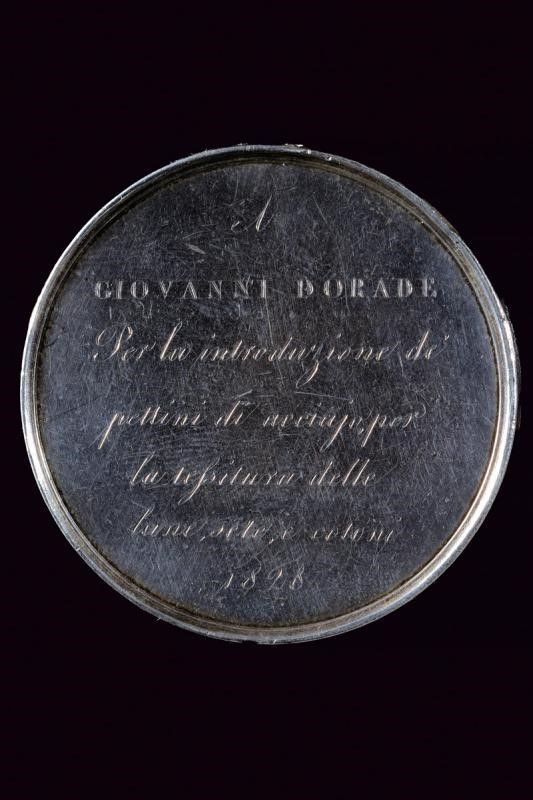 A
GIOVANNI DORADE
Per la introduzione de'
pettini di acciajo, per
la tessitura delle
lane, sete, e cotoni
1828